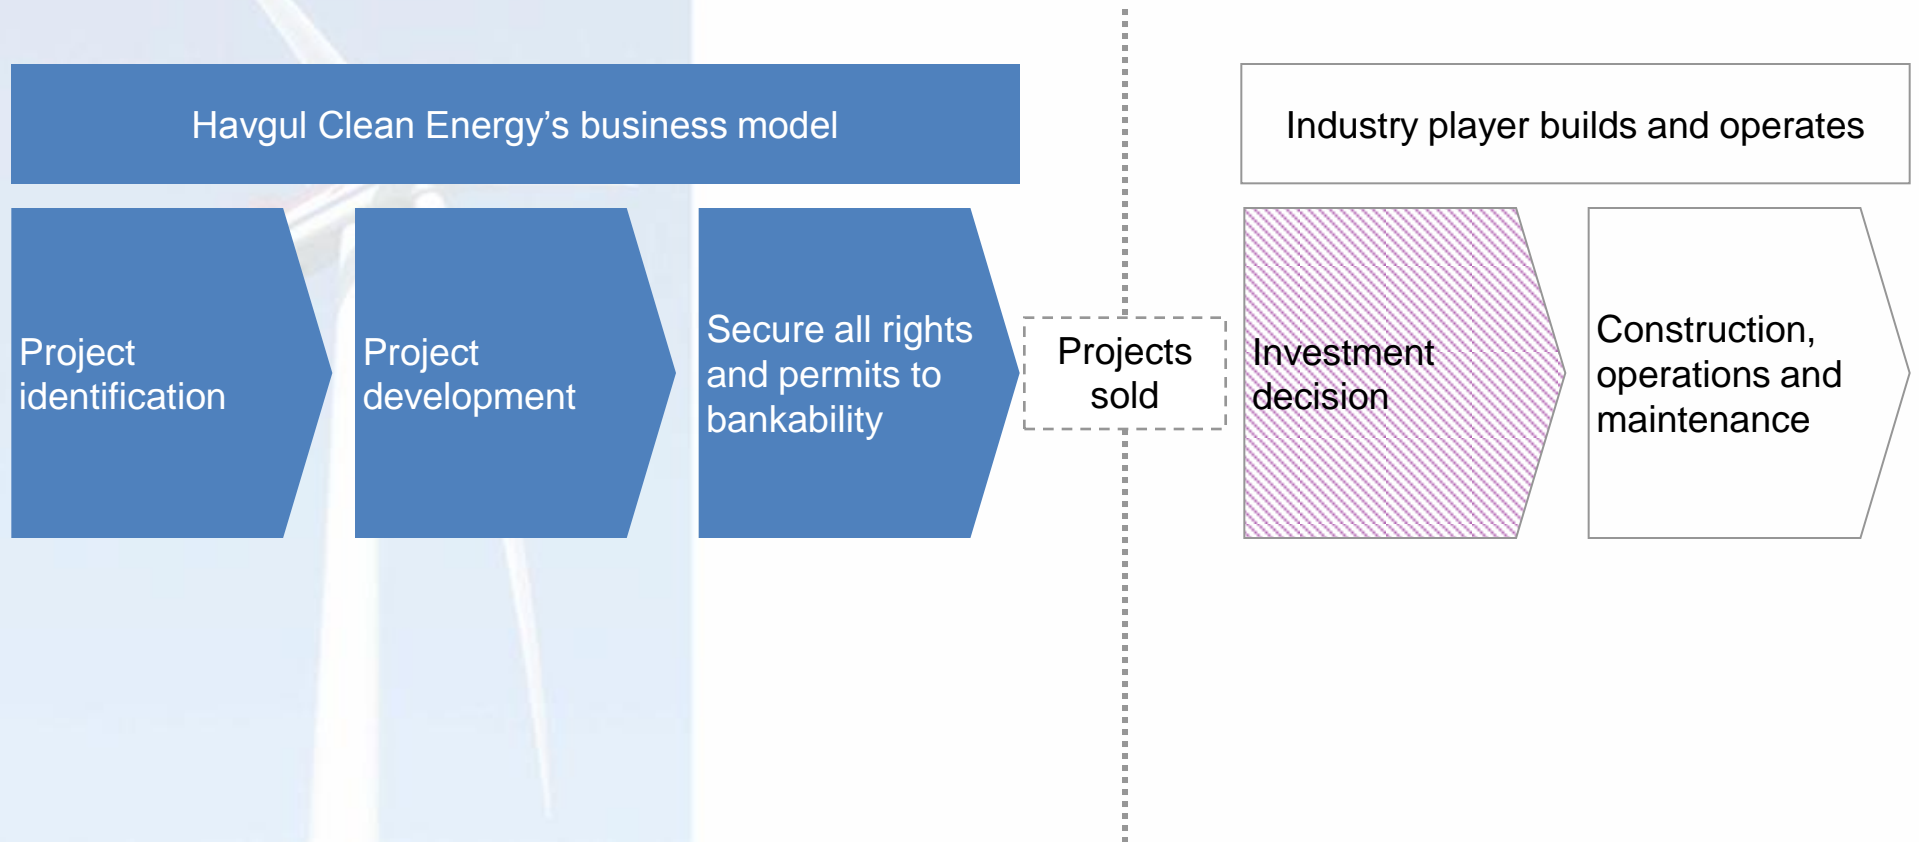 Havgul Clean Energy’s business model
Industry player builds and operates
Project
identification
Project
development
Secure all rights
and permits to
bankability
Projects
sold
Investment
decision
Construction,
operations and
maintenance